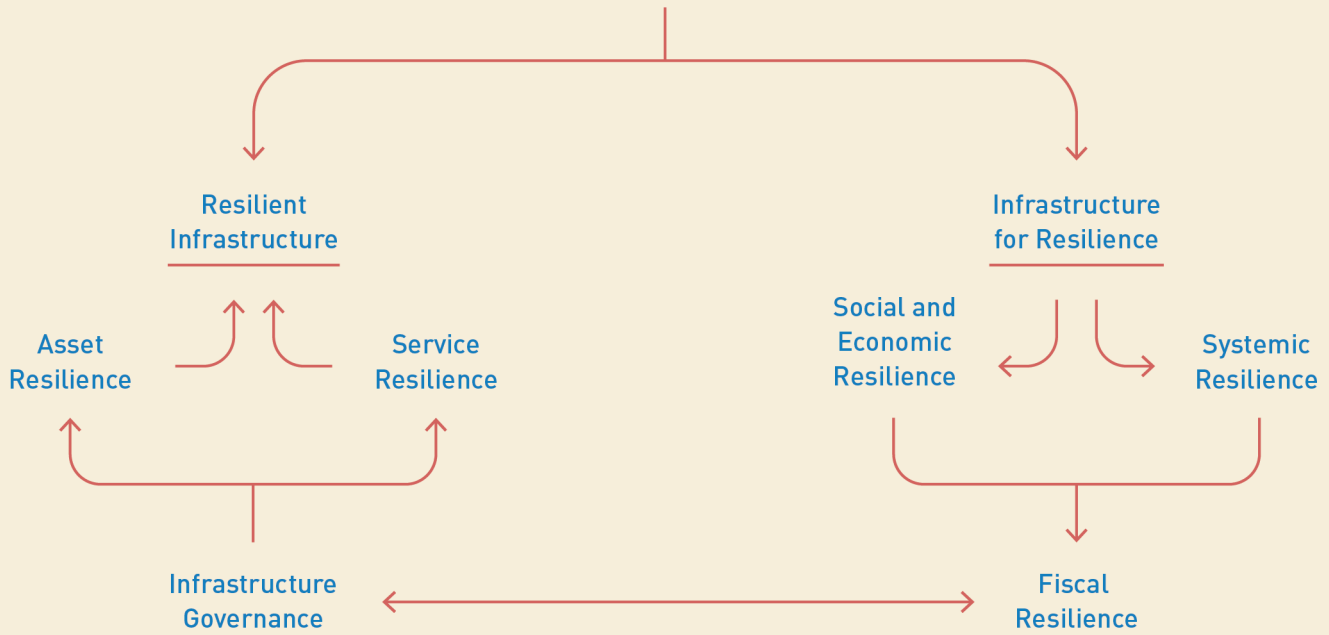 Resilient
Infrastructure
Infrastructure
for Resilience
Asset
Resilience
Service
Resilience
Social and
Economic
Resilience
Systemic
Resilience
Infrastructure
Governance
Fiscal
Resilience